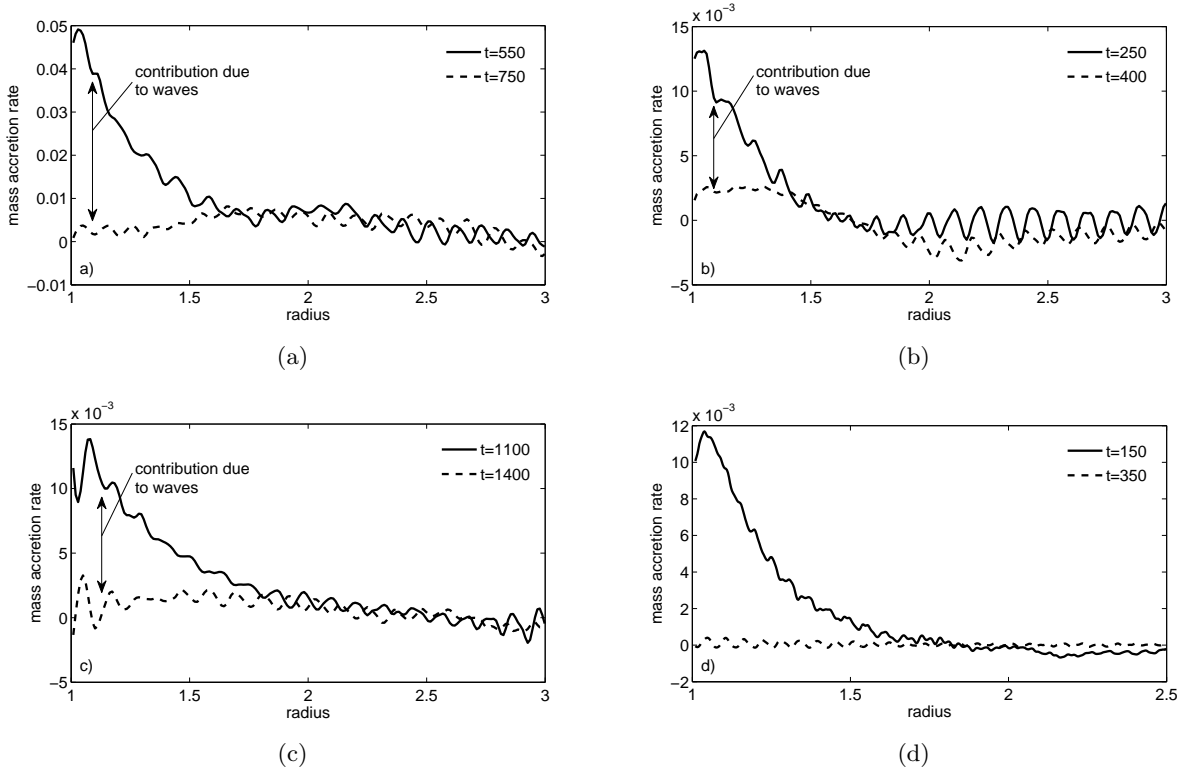 0.05
0.04
0.03
0.02
0.01
0
−0.01
mass accretion rate
contribution due
to waves
t=550
t=750
a)
1
1.5
2
2.5
3
radius
(a)
x 10⁻³
15
10
5
0
−5
mass accretion rate
contribution due
to waves
t=250
t=400
b)
1
1.5
2
2.5
3
radius
(b)
x 10⁻³
15
10
5
0
−5
mass accretion rate
contribution due
to waves
t=1100
t=1400
c)
1
1.5
2
2.5
3
radius
(c)
x 10⁻³
12
10
8
6
4
2
0
−2
mass accretion rate
t=150
t=350
d)
1
1.5
2
2.5
radius
(d)